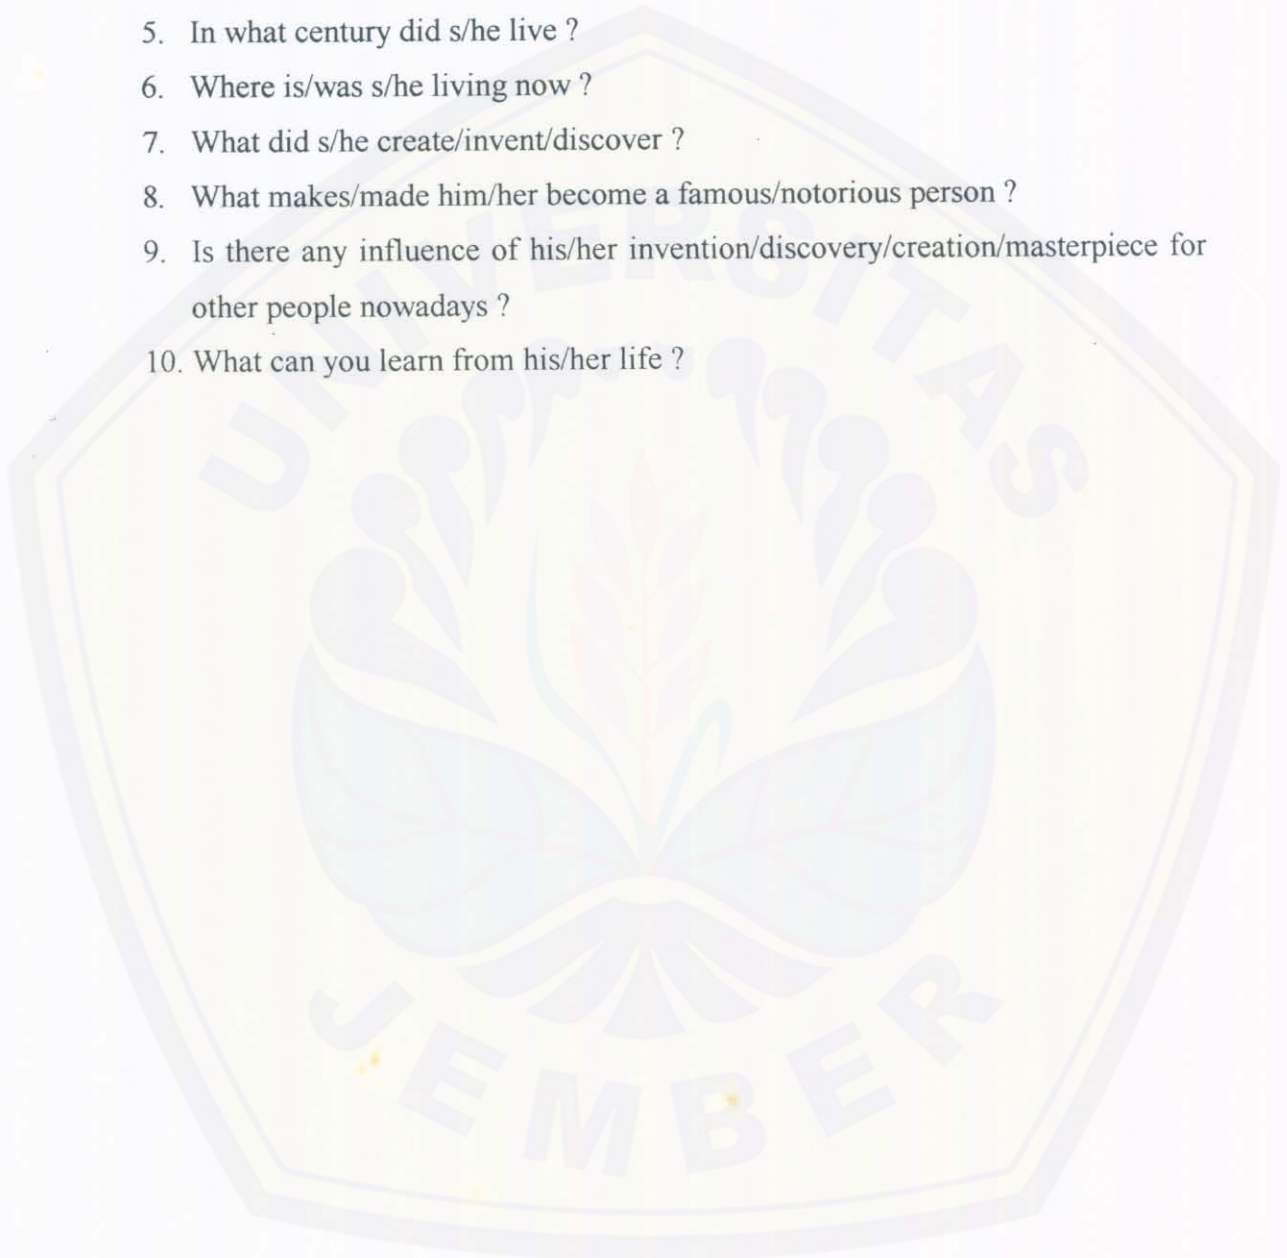 5. In what century did s/he live ?
6. Where is/was s/he living now ?
7. What did s/he create/invent/discover ?
8. What makes/made him/her become a famous/notorious person ?
9. Is there any influence of his/her invention/discovery/creation/masterpiece for
other people nowadays ?
10. What can you learn from his/her life ?
UNIVERSITAS
JEMBER